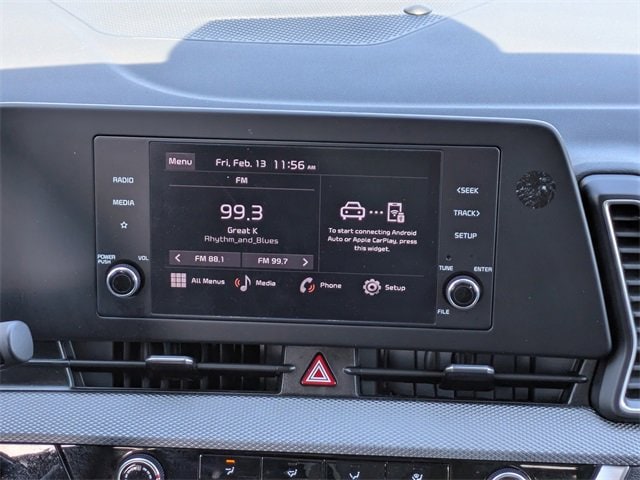 Menu
Fri, Feb. 13 11:56 AM
FM
99.3
Great K
Rhythm_and_Blues
FM 88.1
FM 99.7
To start connecting Android
Auto or Apple CarPlay, press
this widget.
All Menus
Media
Phone
Setup
RADIO
MEDIA
POWER
PUSH
VOL
<SEEK
TRACK>
SETUP
TUNE
ENTER
FILE